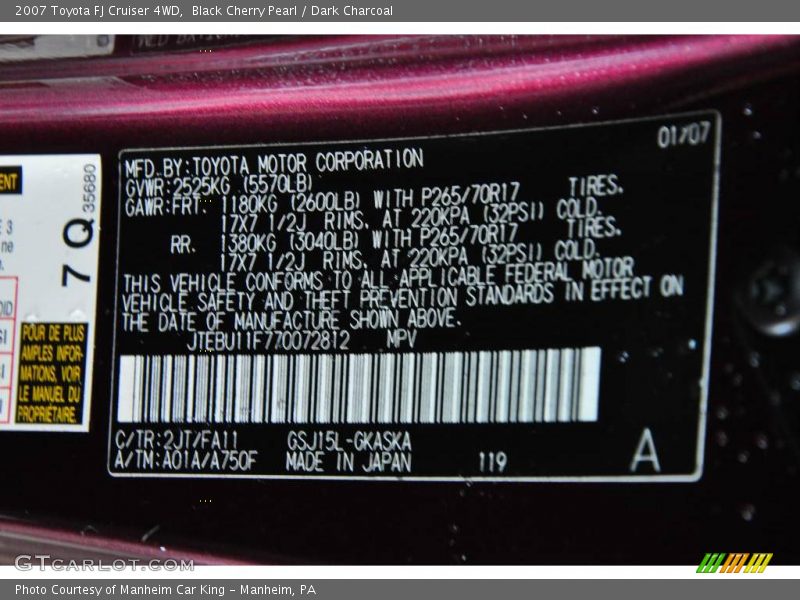 2007 Toyota FJ Cruiser 4WD, Black Cherry Pearl / Dark Charcoal
01/07
MFD. BY: TOYOTA MOTOR CORPORATION
GVWR: 2525KG (5570LB)
GAWR: FRT. 1180KG (2600LB) WITH P265/70R17 TIRES.
17X7 1/2J RIMS, AT 220KPA (32PSI) COLD.
RR. 1380KG (3040LB) WITH P265/70R17 TIRES.
17X7 1/2J RIMS, AT 220KPA (32PSI) COLD.
THIS VEHICLE CONFORMS TO ALL APPLICABLE FEDERAL MOTOR
VEHICLE SAFETY AND THEFT PREVENTION STANDARDS IN EFFECT ON
THE DATE OF MANUFACTURE SHOWN ABOVE.
JTEBU11F770072812 MPV
C/TR: 2JT/FA11 GSJ15L-GKASKA
A/TM: A01A/A750F MADE IN JAPAN 119 A
7 Q 35680
POUR DE PLUS
AMPLES INFOR-
MATIONS, VOIR
LE MANUEL DU
PROPRIÉTAIRE.
GTCARLOT.COM
Photo Courtesy of Manheim Car King – Manheim, PA